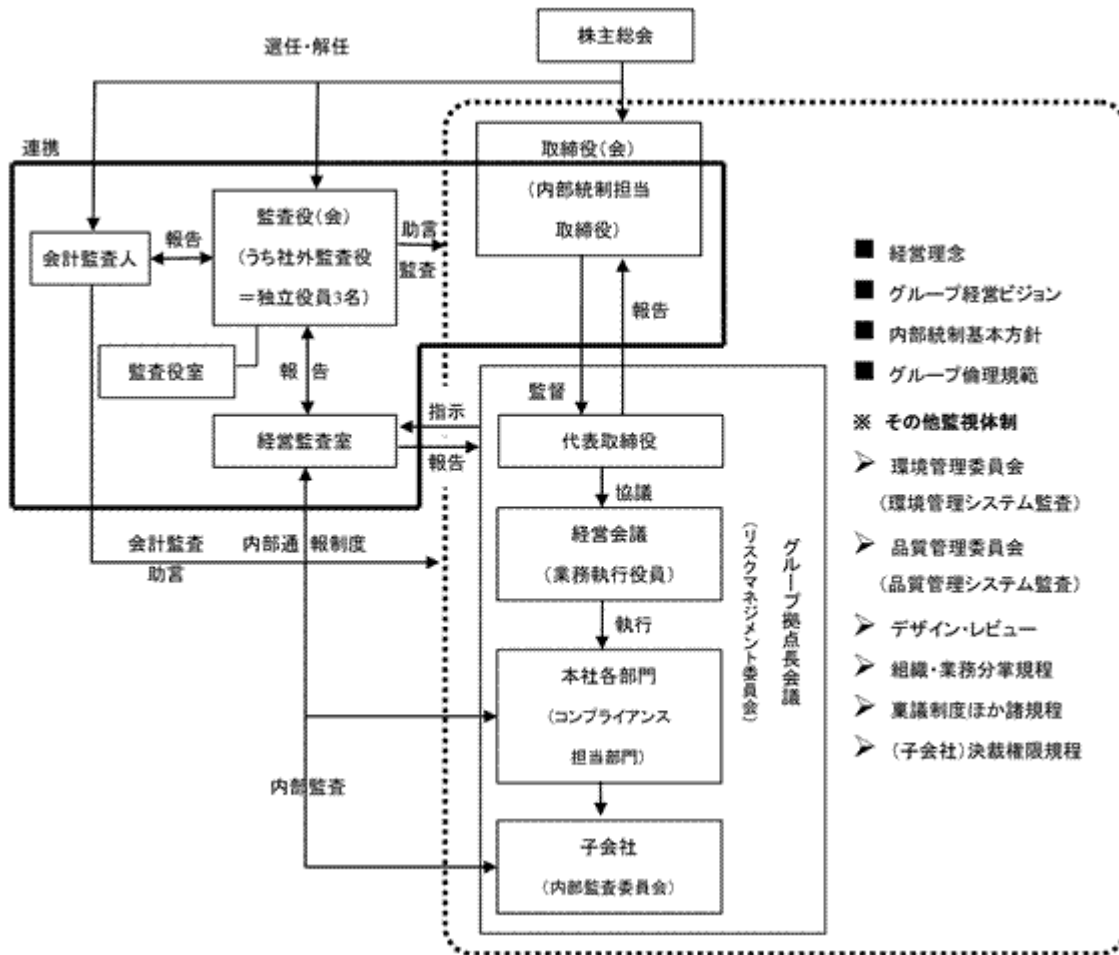 株主総会
選任・解任
連携
取締役(会)
(内部統制担当
取締役)
監査役(会)
(うち社外監査役
＝独立役員3名)
助言
監査
会計監査人
報告
監査役室
報告
報告
監督
経営監査室
指示
報告
代表取締役
協議
会計監査
助言
内部通報制度
経営会議
(業務執行役員)
執行
本社各部門
(コンプライアンス
担当部門)
内部監査
子会社
(内部監査委員会)
グループ拠点長会議
(リスクマネジメント委員会)
■ 経営理念
■ グループ経営ビジョン
■ 内部統制基本方針
■ グループ倫理規範
※ その他監視体制
➢ 環境管理委員会
(環境管理システム監査)
➢ 品質管理委員会
(品質管理システム監査)
➢ デザイン・レビュー
➢ 組織・業務分掌規程
➢ 稟議制度ほか諸規程
➢ (子会社)決裁権限規程